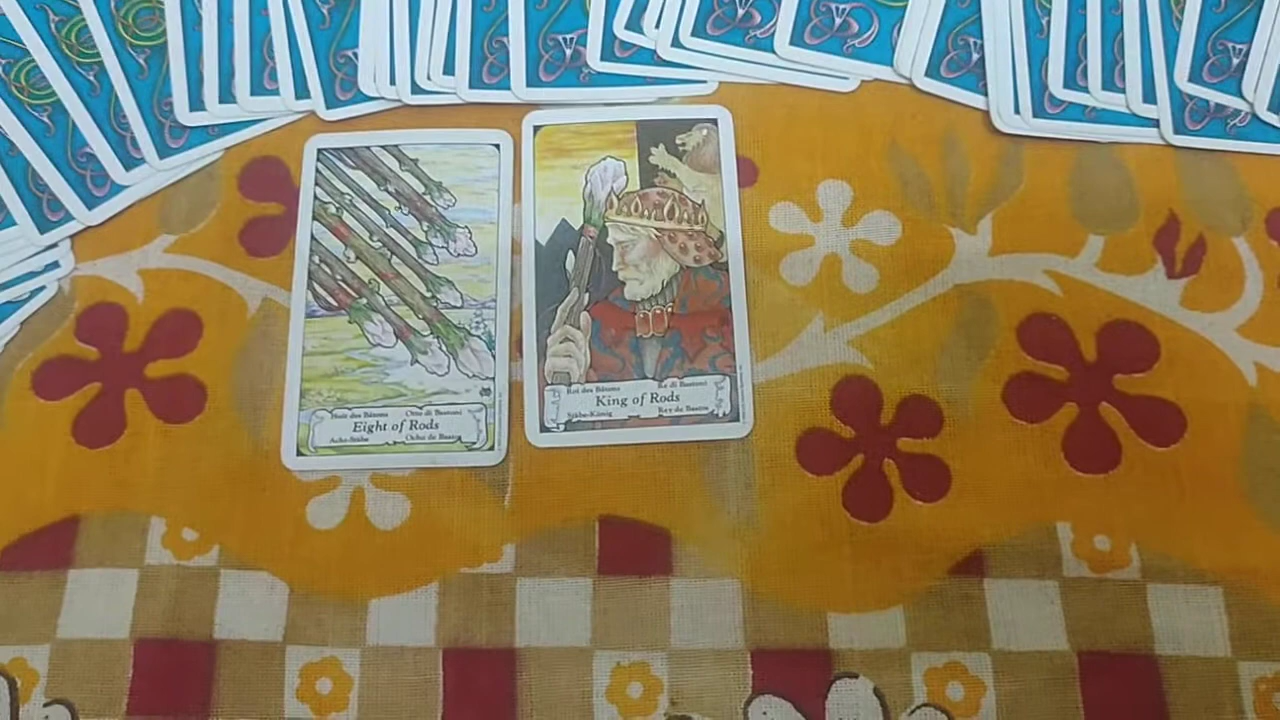 Huit des Bâtons Otto di Bastoni
Eight of Rods
Acht-Stäbe Ocho de Bastos
Roi des Bâtons Re di Bastoni
King of Rods
Stäbe-König Rey de Bastos